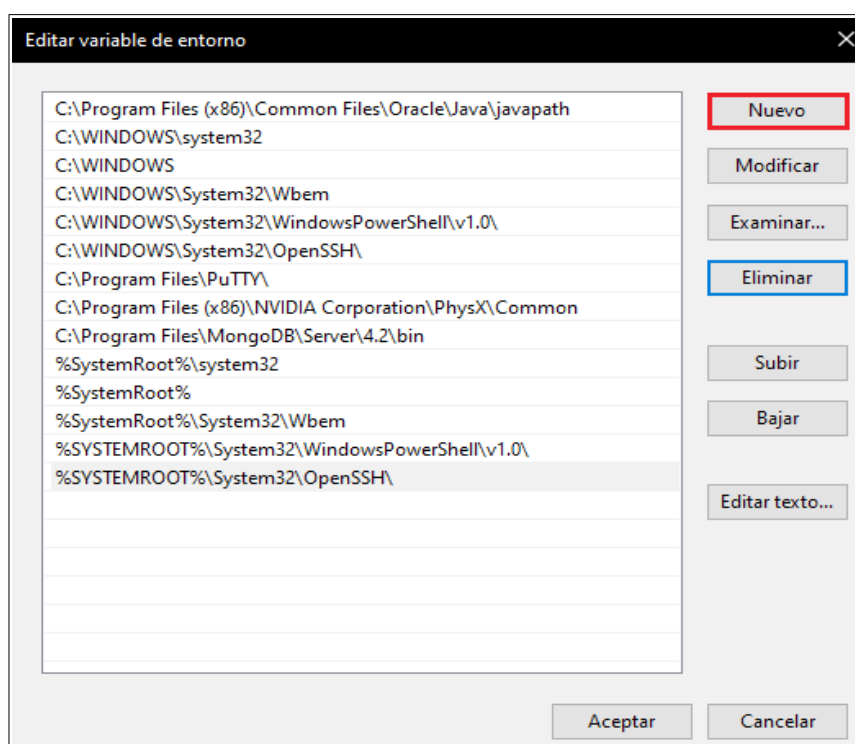 Editar variable de entorno
C:\Program Files (x86)\Common Files\Oracle\Java\javapath
C:\WINDOWS\system32
C:\WINDOWS
C:\WINDOWS\System32\Wbem
C:\WINDOWS\System32\WindowsPowerShell\v1.0\
C:\WINDOWS\System32\OpenSSH\
C:\Program Files\PuTTY\
C:\Program Files (x86)\NVIDIA Corporation\PhysX\Common
C:\Program Files\MongoDB\Server\4.2\bin
%SystemRoot%\system32
%SystemRoot%
%SystemRoot%\System32\Wbem
%SYSTEMROOT%\System32\WindowsPowerShell\v1.0\
%SYSTEMROOT%\System32\OpenSSH\
Nuevo
Modificar
Examinar...
Eliminar
Subir
Bajar
Editar texto...
Aceptar
Cancelar